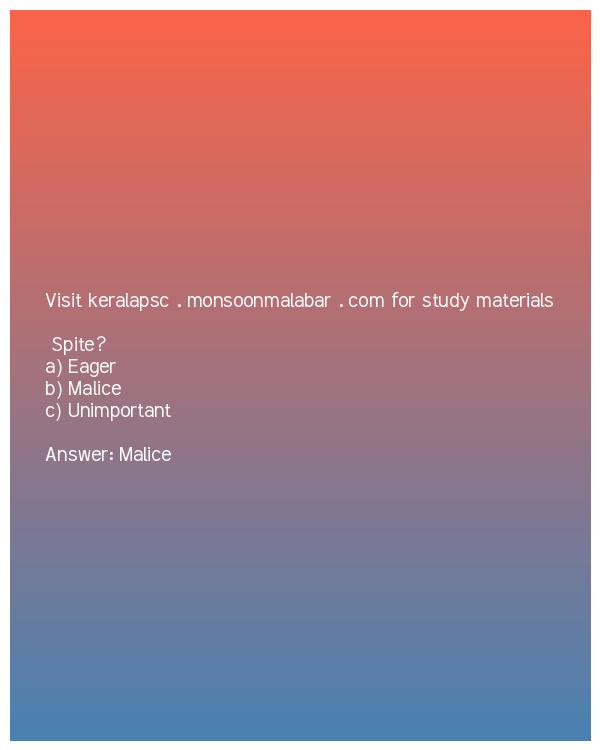 Visit keralapsc . monsoonmalabar . com for study materials
Spite?
a) Eager
b) Malice
c) Unimportant
Answer: Malice